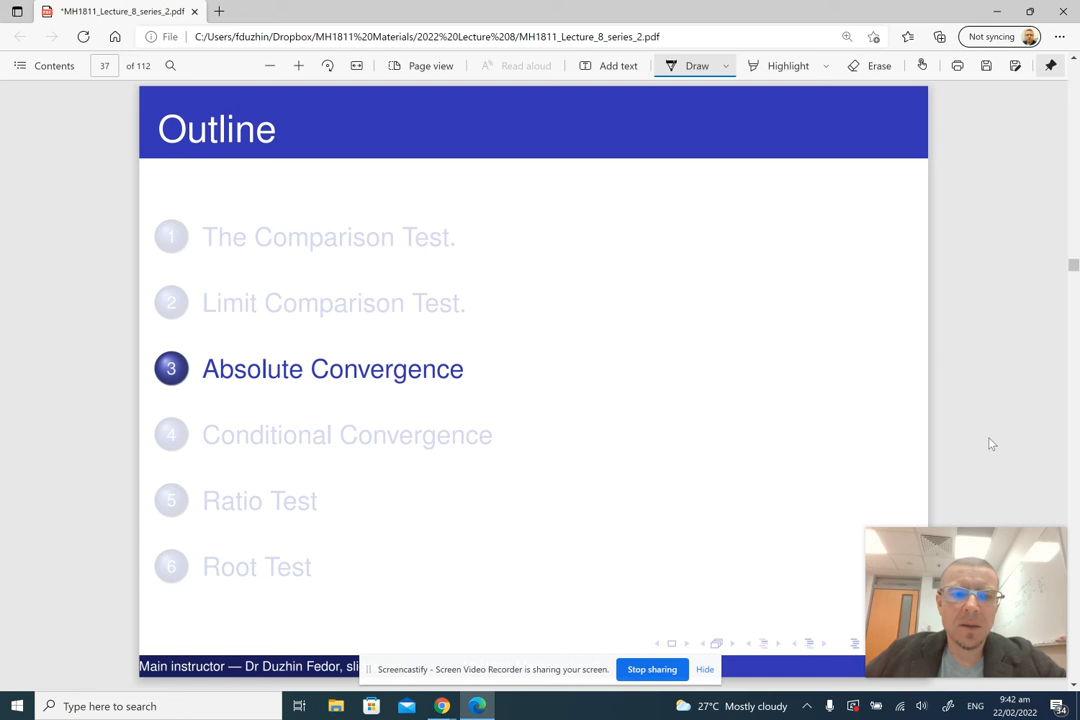 *MH1811_Lecture_8_series_2.pdf
File
C:/Users/fduzhin/Dropbox/MH1811%20Materials/2022%20Lecture%208/MH1811_Lecture_8_series_2.pdf
Not syncing
Contents
37
of 112
Page view
Read aloud
Add text
Draw
Highlight
Erase
Outline
1 The Comparison Test.
2 Limit Comparison Test.
3 Absolute Convergence
4 Conditional Convergence
5 Ratio Test
6 Root Test
Main instructor — Dr Duzhin Fedor, sli
Screencastify - Screen Video Recorder is sharing your screen.
Stop sharing
Hide
Type here to search
27°C Mostly cloudy
ENG
9:42 am
22/02/2022
34